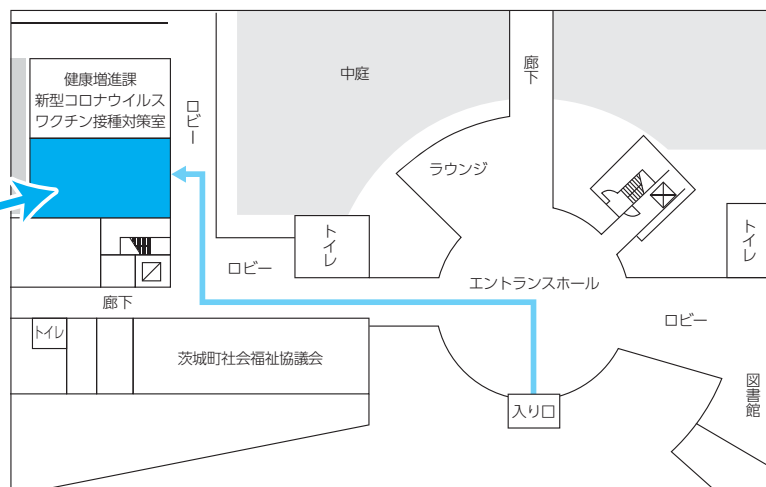 健康増進課
新型コロナウイルス
ワクチン接種対策室
ロビー
中庭
廊下
ラウンジ
トイレ
ロビー
エントランスホール
トイレ
廊下
トイレ
茨城町社会福祉協議会
ロビー
入り口
図書館